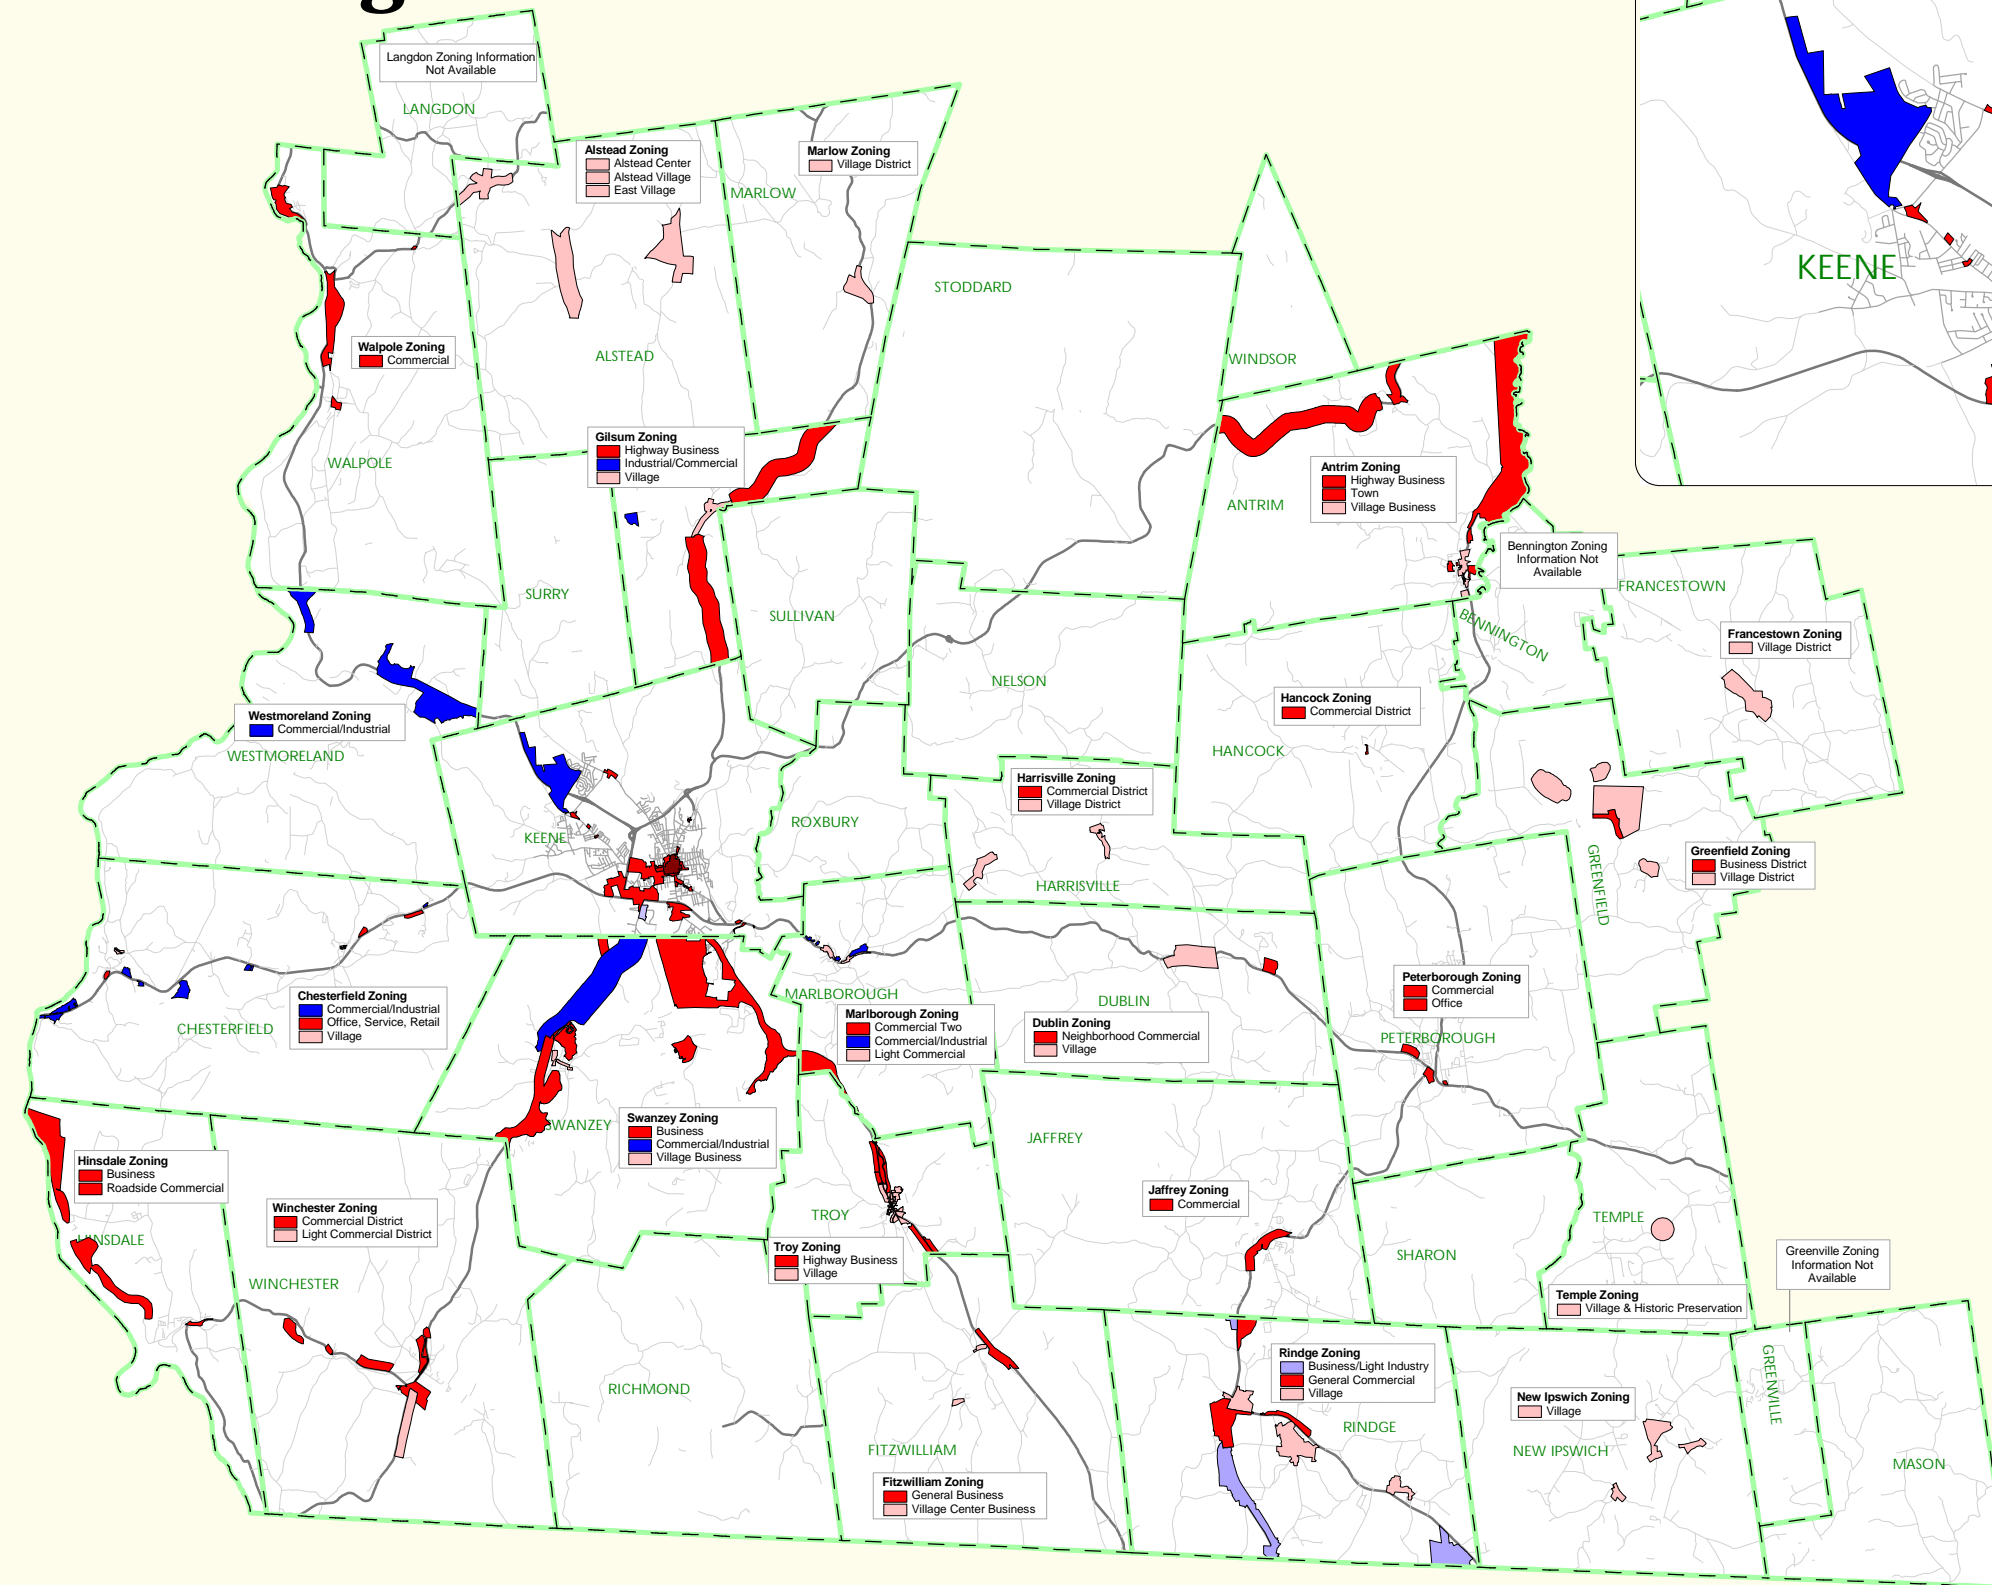 g
Langdon Zoning Information
Not Available
LANGDON
Alstead Zoning
Alstead Center
Alstead Village
East Village
Marlow Zoning
Village District
MARLOW
KEENE
STODDARD
Walpole Zoning
Commercial
ALSTEAD
WINDSOR
WALPOLE
Gilsum Zoning
Highway Business
Industrial/Commercial
Village
Antrim Zoning
Highway Business
Town
Village Business
ANTRIM
Bennington Zoning
Information Not
Available
SURRY
SULLIVAN
FRANCESTOWN
BENNINGTON
Francestown Zoning
Village District
NELSON
Hancock Zoning
Commercial District
Westmoreland Zoning
Commercial/Industrial
WESTMORELAND
HANCOCK
Harrisville Zoning
Commercial District
Village District
KEENE
ROXBURY
HARRISVILLE
GREENFIELD
Greenfield Zoning
Business District
Village District
Chesterfield Zoning
Commercial/Industrial
Office, Service, Retail
Village
CHESTERFIELD
MARLBOROUGH
Marlborough Zoning
Commercial Two
Commercial/Industrial
Light Commercial
DUBLIN
Dublin Zoning
Neighborhood Commercial
Village
Peterborough Zoning
Commercial
Office
PETERBOROUGH
SWANZEY
Swanzey Zoning
Business
Commercial/Industrial
Village Business
JAFFREY
Hinsdale Zoning
Business
Roadside Commercial
HINSDALE
Winchester Zoning
Commercial District
Light Commercial District
WINCHESTER
TROY
Troy Zoning
Highway Business
Village
Jaffrey Zoning
Commercial
SHARON
TEMPLE
Greenville Zoning
Information Not
Available
Temple Zoning
Village & Historic Preservation
RICHMOND
Rindge Zoning
Business/Light Industry
General Commercial
Village
RINDGE
New Ipswich Zoning
Village
NEW IPSWICH
GREENVILLE
MASON
FITZWILLIAM
Fitzwilliam Zoning
General Business
Village Center Business